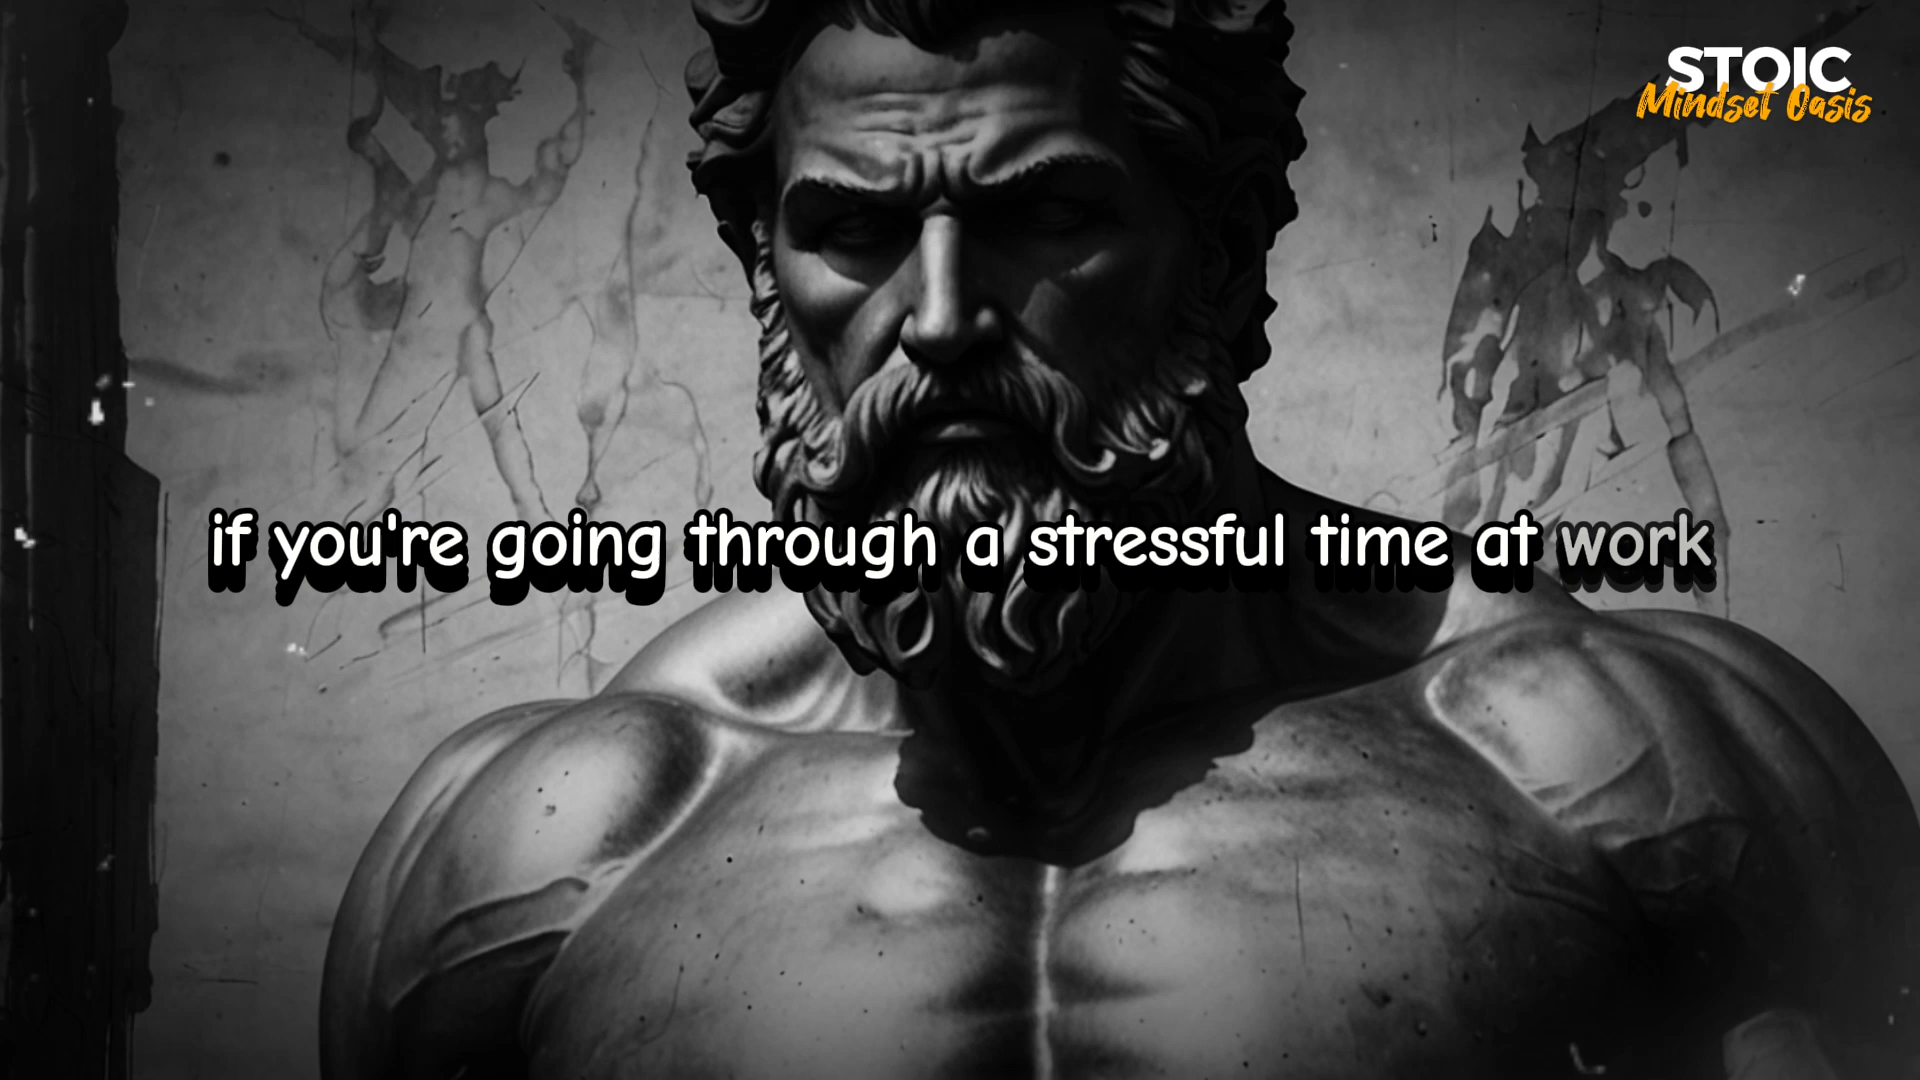 STOIC
Mindset Oasis
if you're going through a stressful time at work